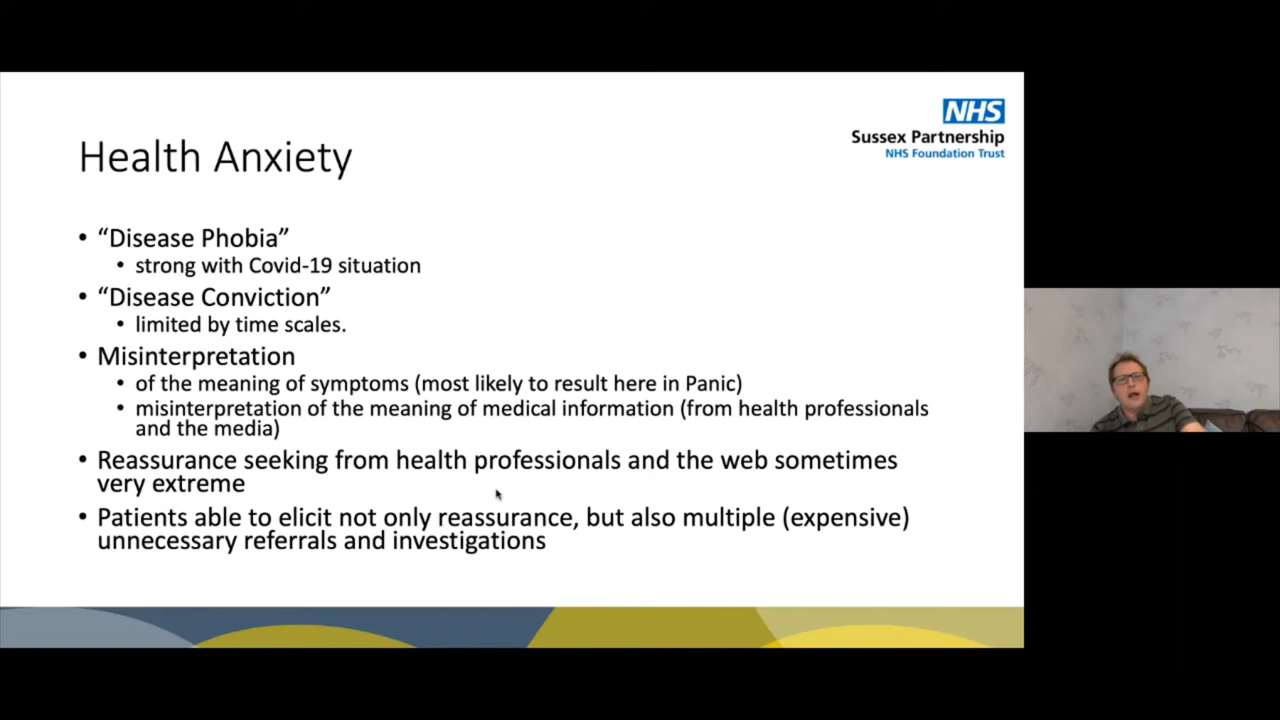 NHS
Sussex Partnership
NHS Foundation Trust
Health Anxiety
• “Disease Phobia”
• strong with Covid-19 situation
• “Disease Conviction”
• limited by time scales.
• Misinterpretation
• of the meaning of symptoms (most likely to result here in Panic)
• misinterpretation of the meaning of medical information (from health professionals
and the media)
• Reassurance seeking from health professionals and the web sometimes
very extreme
• Patients able to elicit not only reassurance, but also multiple (expensive)
unnecessary referrals and investigations